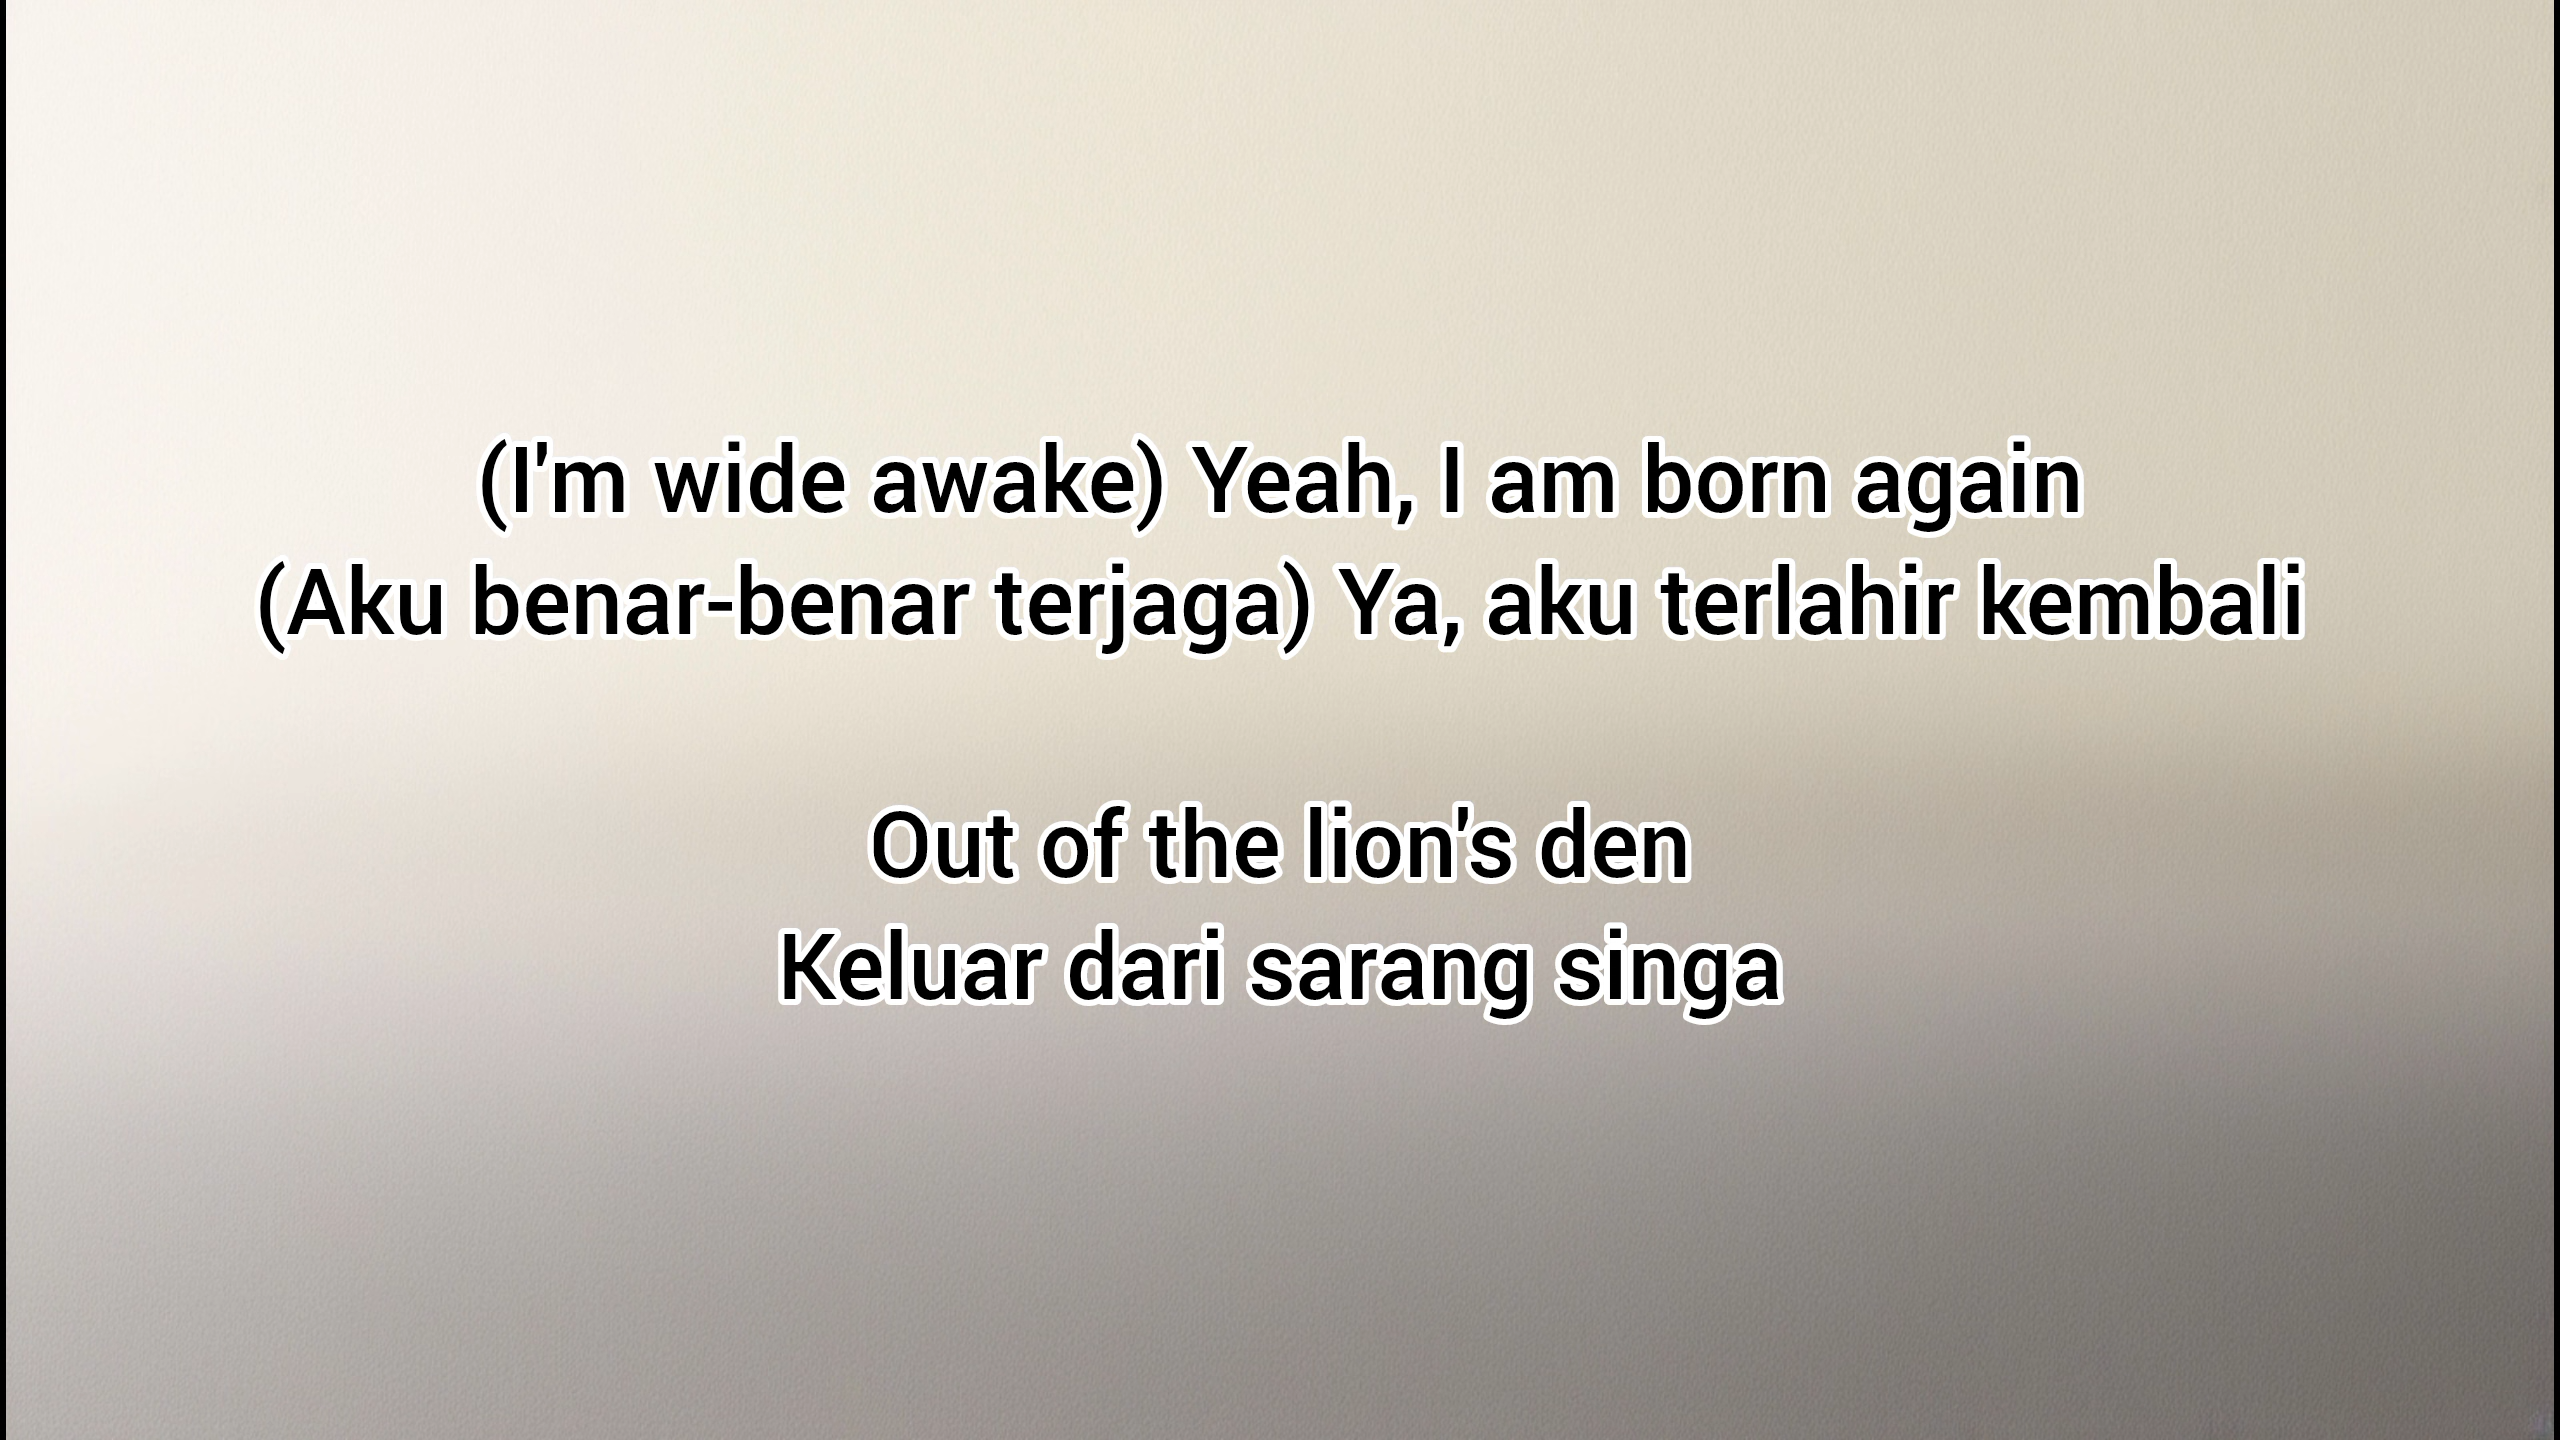 (I'm wide awake) Yeah, I am born again
(Aku benar-benar terjaga) Ya, aku terlahir kembali
Out of the lion's den
Keluar dari sarang singa